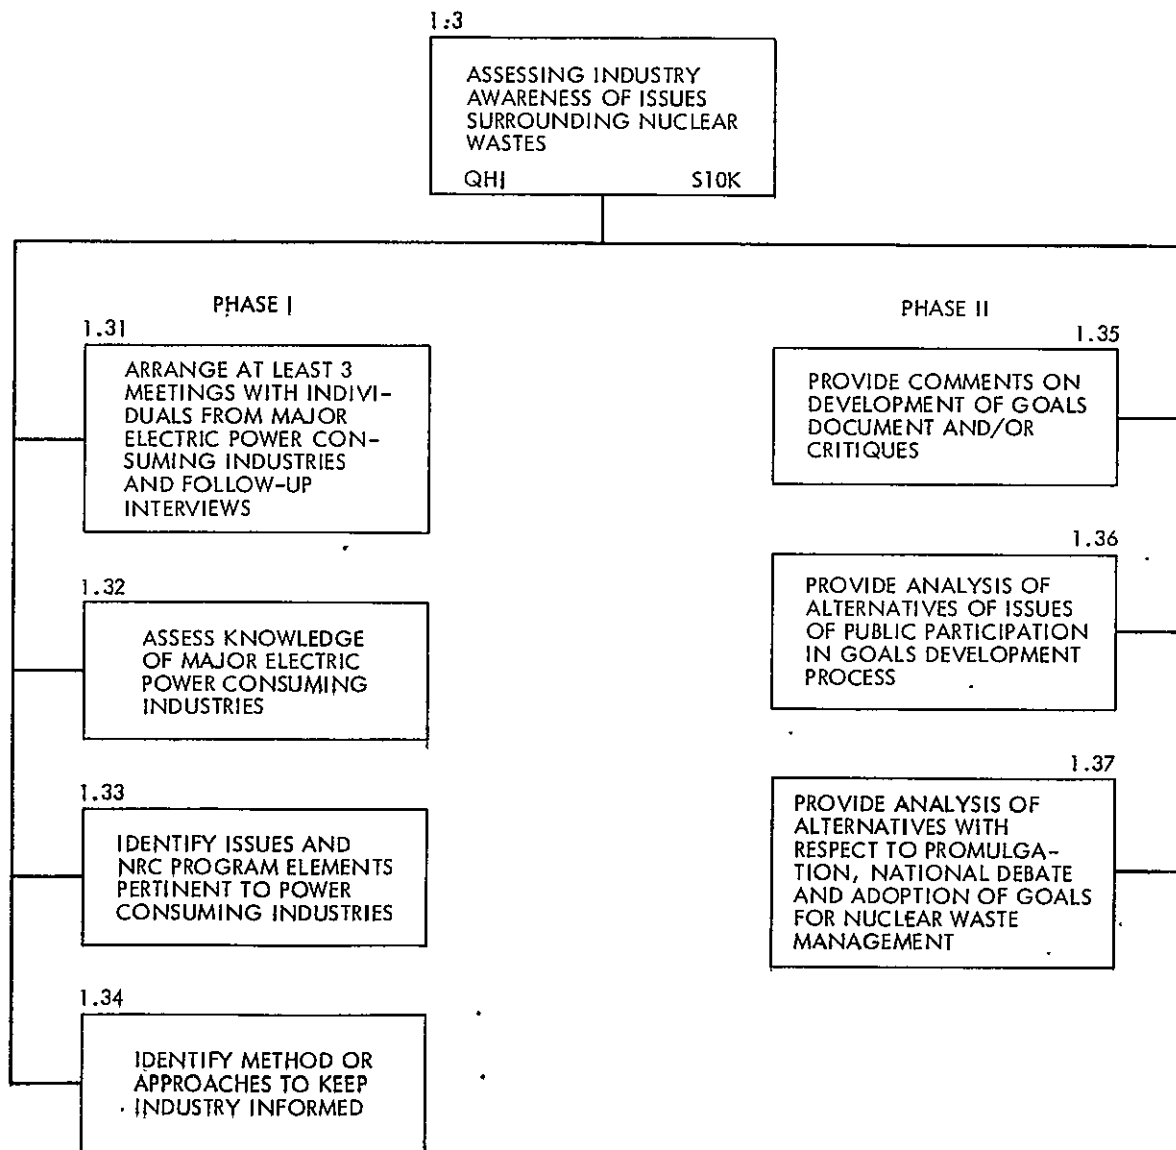 1.3
ASSESSING INDUSTRY
AWARENESS OF ISSUES
SURROUNDING NUCLEAR
WASTES
QHI S10K
PHASE I
1.31
ARRANGE AT LEAST 3
MEETINGS WITH INDIVI-
DUALS FROM MAJOR
ELECTRIC POWER CON-
SUMING INDUSTRIES
AND FOLLOW-UP
INTERVIEWS
1.32
ASSESS KNOWLEDGE
OF MAJOR ELECTRIC
POWER CONSUMING
INDUSTRIES
1.33
IDENTIFY ISSUES AND
NRC PROGRAM ELEMENTS
PERTINENT TO POWER
CONSUMING INDUSTRIES
1.34
IDENTIFY METHOD OR
APPROACHES TO KEEP
INDUSTRY INFORMED
PHASE II
1.35
PROVIDE COMMENTS ON
DEVELOPMENT OF GOALS
DOCUMENT AND/OR
CRITIQUES
1.36
PROVIDE ANALYSIS OF
ALTERNATIVES OF ISSUES
OF PUBLIC PARTICIPATION
IN GOALS DEVELOPMENT
PROCESS
1.37
PROVIDE ANALYSIS OF
ALTERNATIVES WITH
RESPECT TO PROMULGA-
TION, NATIONAL DEBATE
AND ADOPTION OF GOALS
FOR NUCLEAR WASTE
MANAGEMENT